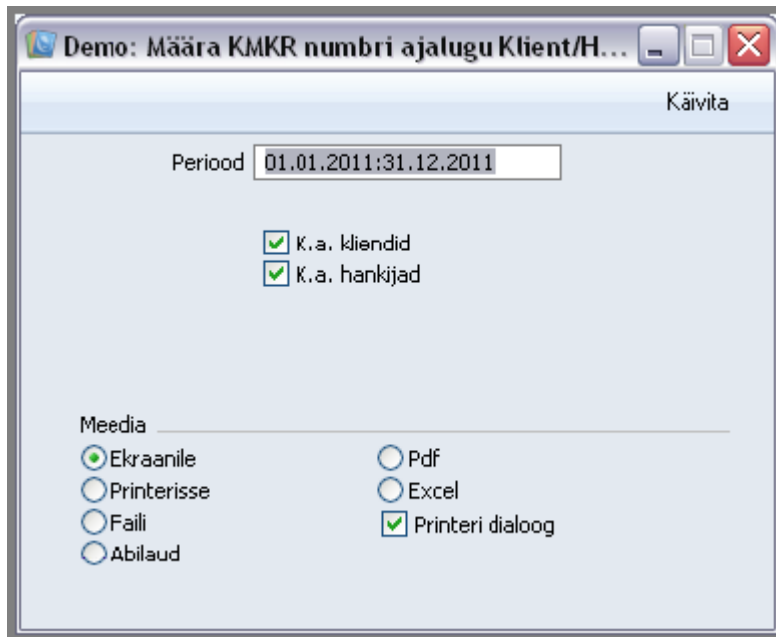 Demo: Määra KMKR numbri ajalugu Klient/H...
Käivita
Periood 01.01.2011:31.12.2011
K.a. kliendid
K.a. hankijad
Meedia
Ekraanile Pdf
Printerisse Excel
Faili Printeri dialoog
Abilaud